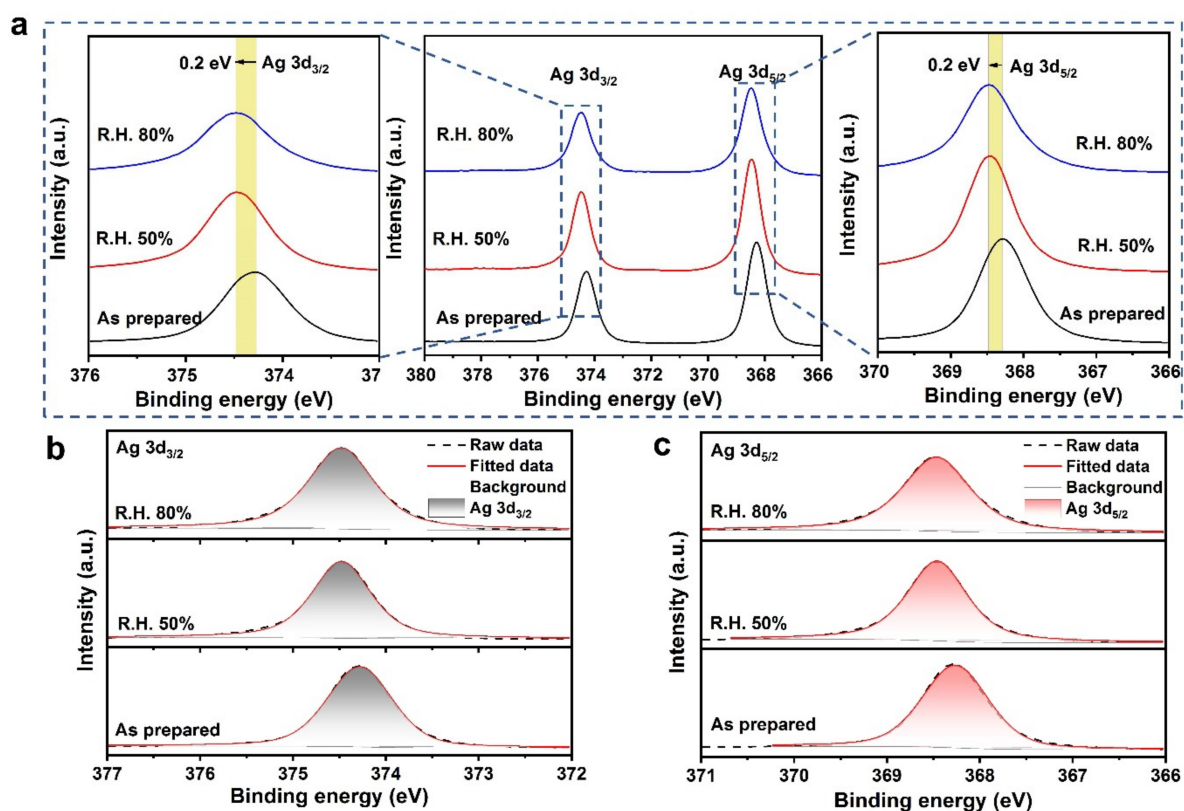 a
0.2 eV Ag 3d3/2
R.H. 80%
R.H. 50%
As prepared
Intensity (a.u.)
376 375 374 37
Binding energy (eV)
Ag 3d3/2 Ag 3d5/2
R.H. 80%
R.H. 50%
As prepared
Intensity (a.u.)
380 378 376 374 372 370 368 366
Binding energy (eV)
0.2 eV Ag 3d5/2
R.H. 80%
R.H. 50%
As prepared
Intensity (a.u.)
370 369 368 367 366
Binding energy (eV)
b
Ag 3d3/2
Raw data
Fitted data
Background
Ag 3d3/2
R.H. 80%
R.H. 50%
As prepared
Intensity (a.u.)
377 376 375 374 373 372
Binding energy (eV)
c
Ag 3d5/2
Raw data
Fitted data
Background
Ag 3d5/2
R.H. 80%
R.H. 50%
As prepared
Intensity (a.u.)
371 370 369 368 367 366
Binding energy (eV)